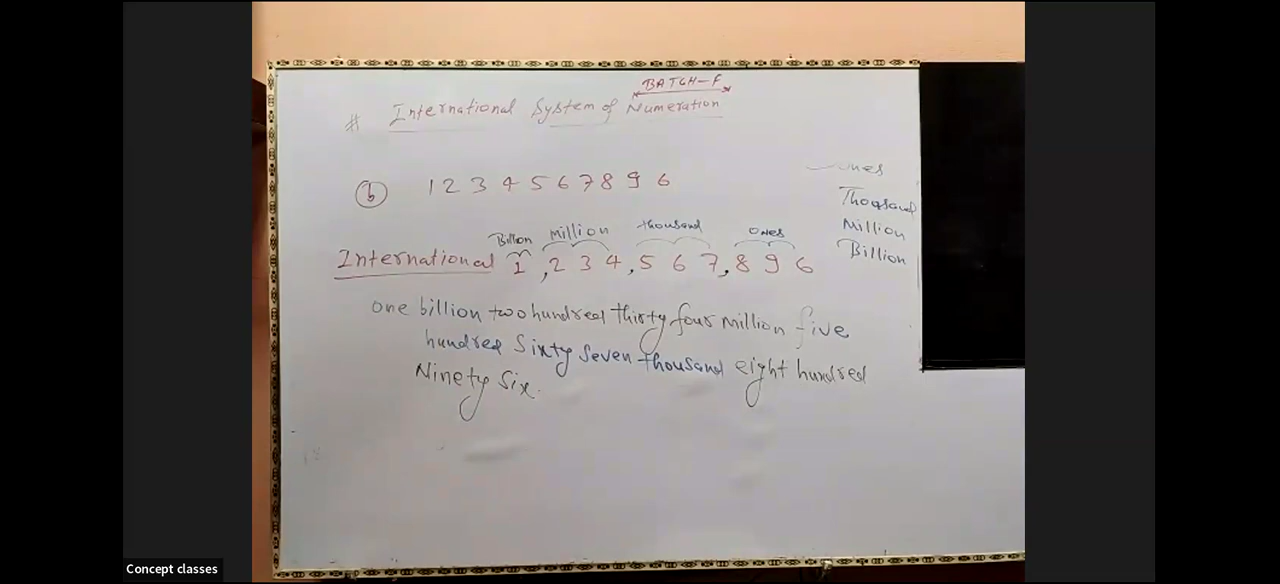 BATCH-F
# International System of Numeration
b 1 2 3 4 5 6 7 8 9 6
ones
Thousand
Million
Billion
Billion Million thousand ones
International 1,2 3 4,5 6 7,8 9 6
one billion two hundred thirty four million five
hundred Sixty Seven thousand eight hundred
Ninety Six.
Concept classes